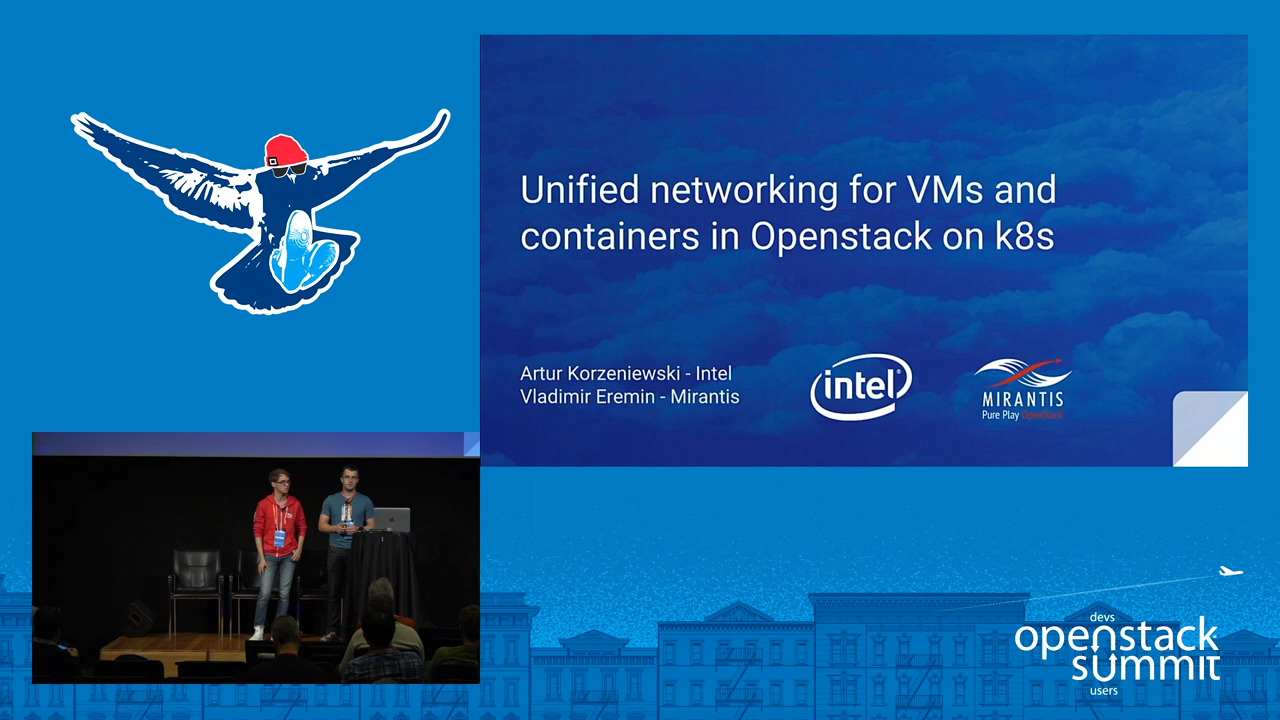 Unified networking for VMs and
containers in Openstack on k8s
Artur Korzeniewski - Intel
Vladimir Eremin - Mirantis
intel
MIRANTIS
Pure Play OpenStack
devs
openstack
summit
users